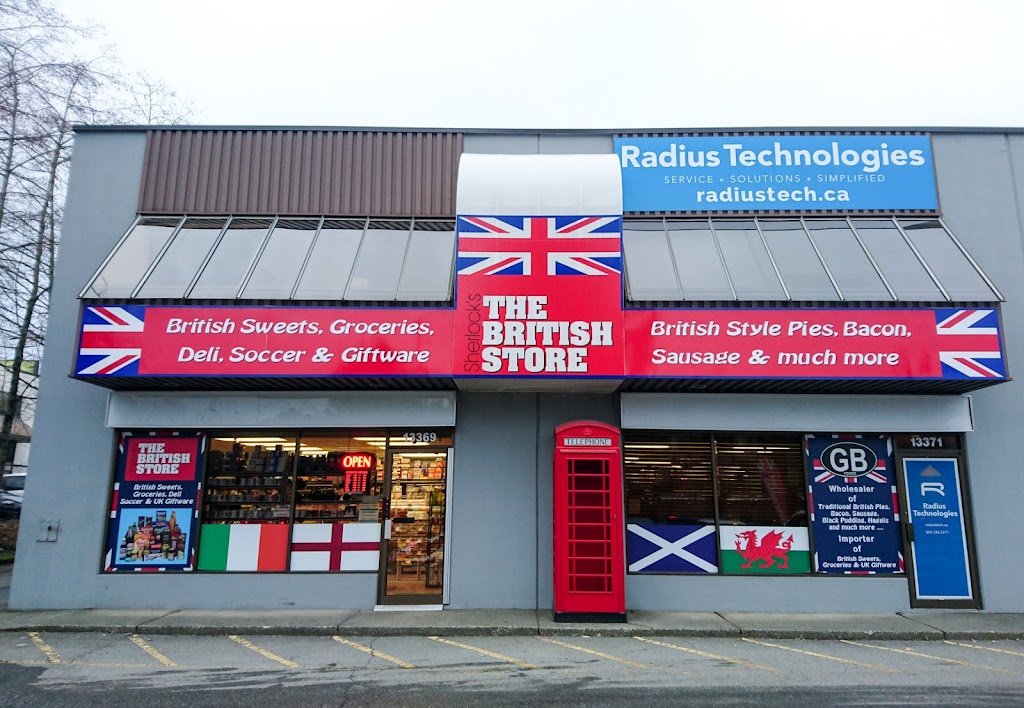 Radius Technologies
SERVICE • SOLUTIONS • SIMPLIFIED
radiustech.ca
British Sweets, Groceries,
Deli, Soccer & Giftware
Sherlock's
THE
BRITISH
STORE
British Style Pies, Bacon,
Sausage & much more
THE
BRITISH
STORE
British Sweets,
Groceries, Deli
Soccer & UK Giftware
OPEN
13369
TELEPHONE
GB
FOODS
Wholesaler
of
Traditional British Pies,
Bacon, Sausage,
Black Pudding, Haggis
and much more ....
Importer
of
British Sweets,
Groceries & UK Giftware
13371
R
Radius
Technologies
radiustech.ca